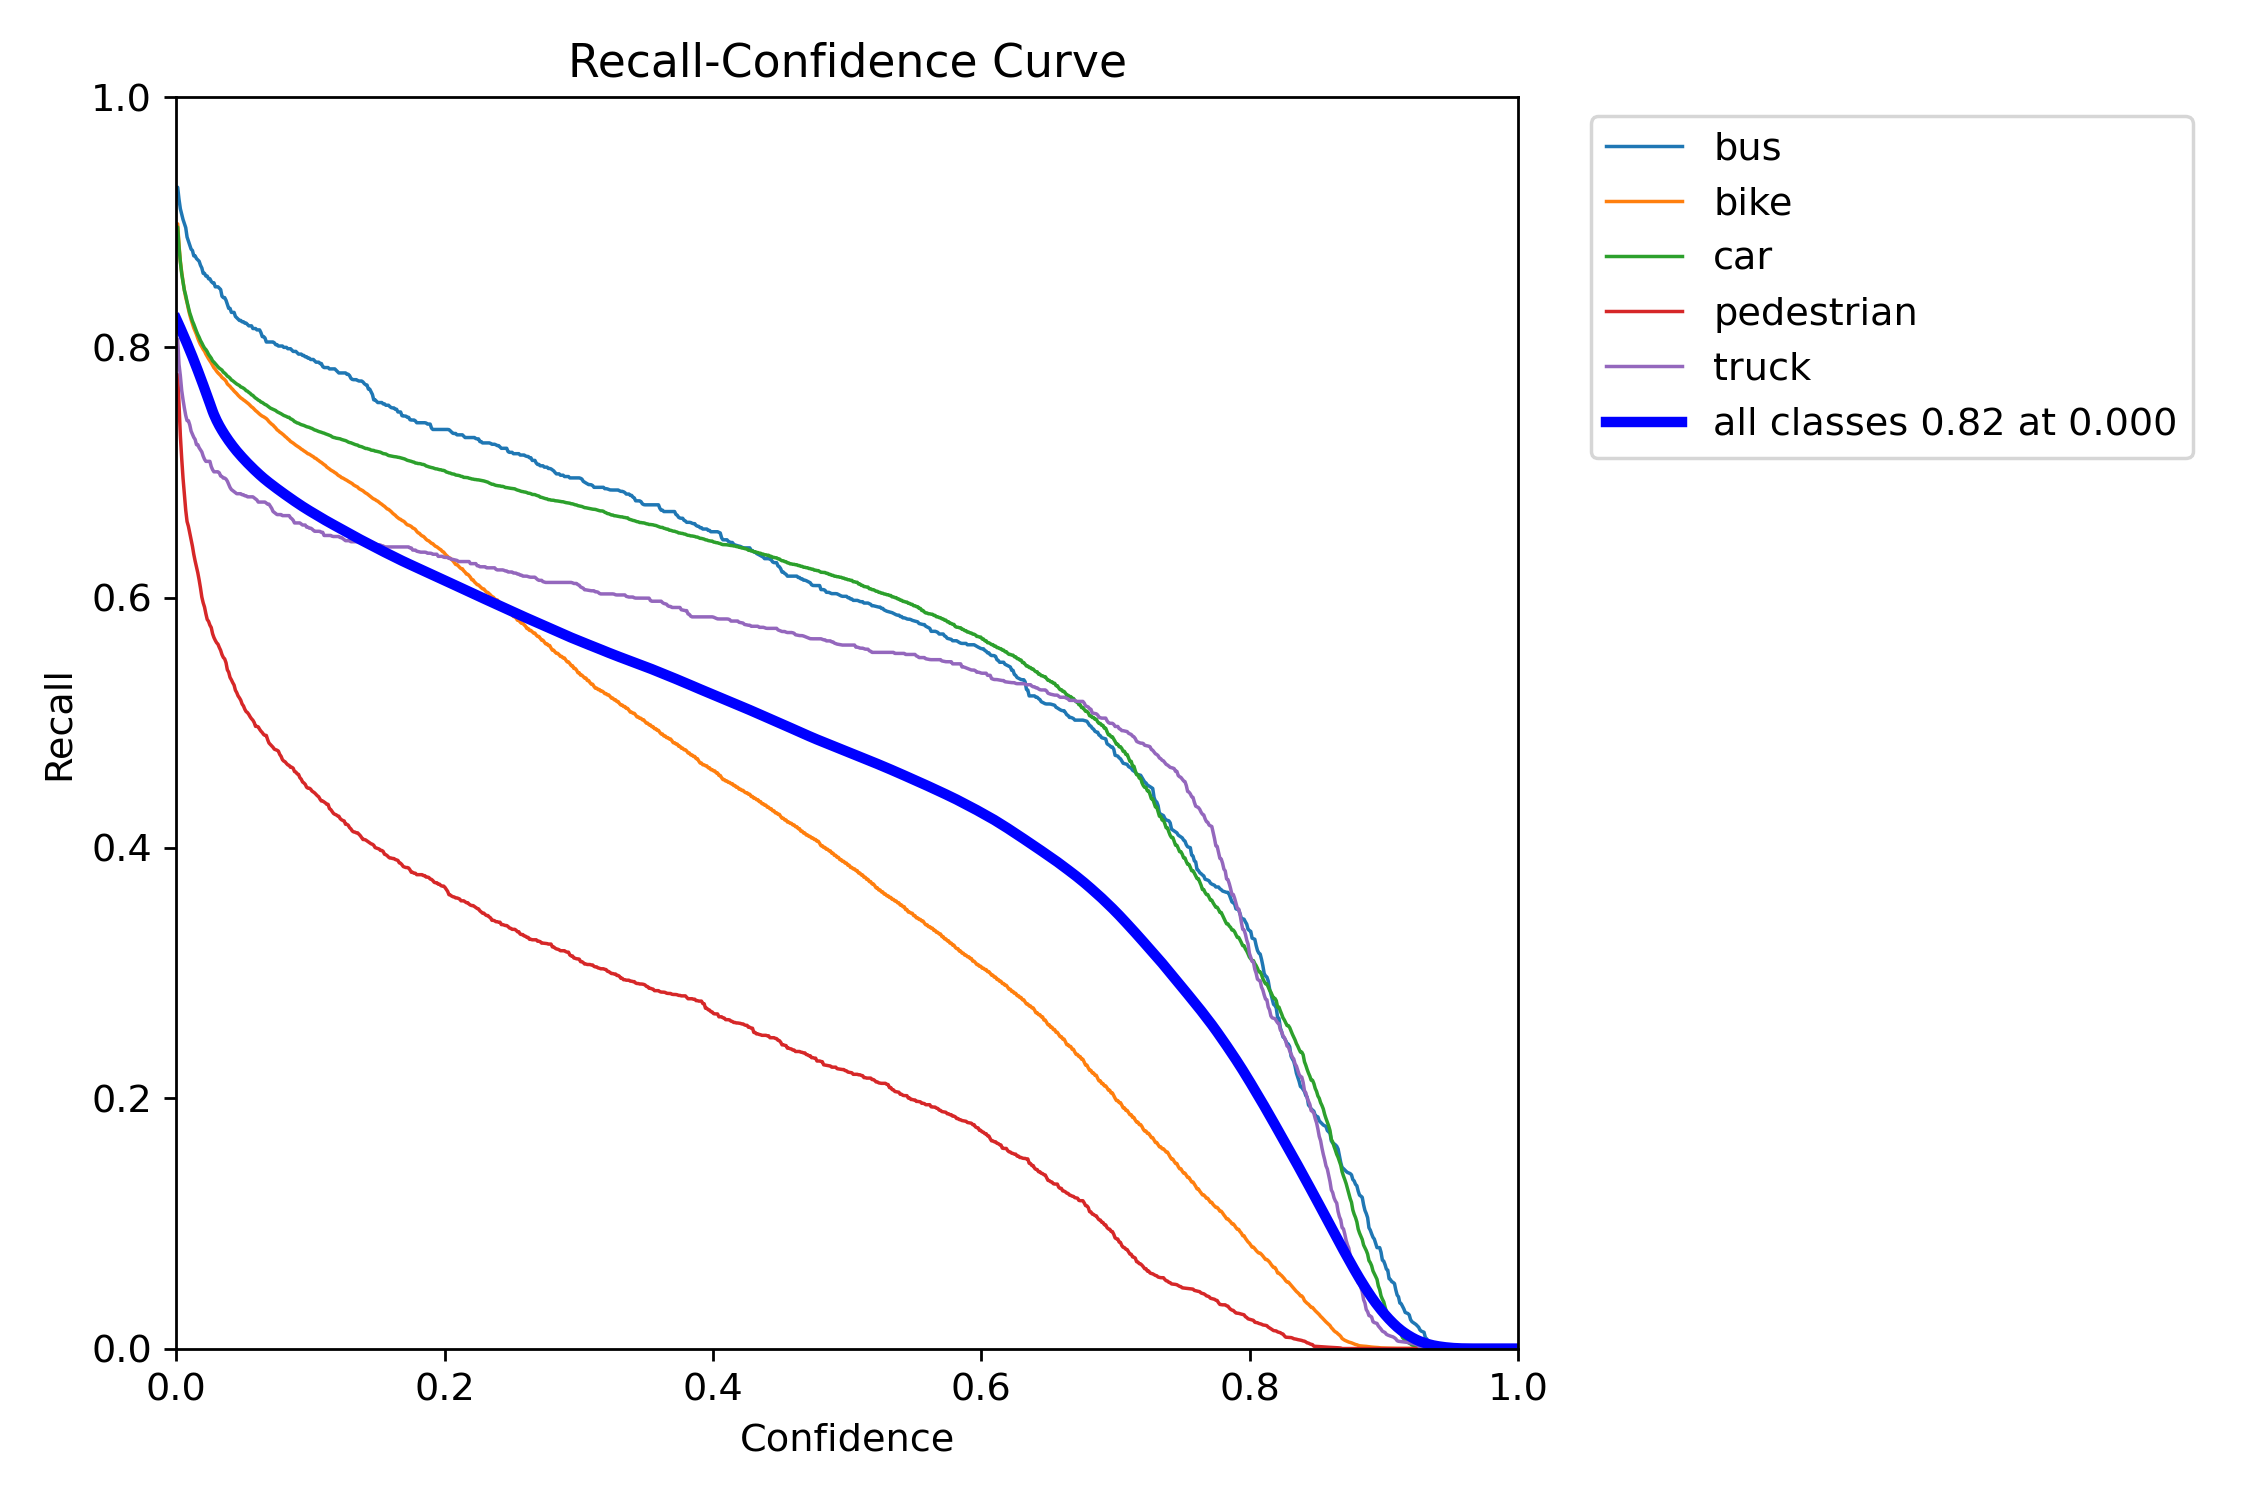 Recall-Confidence Curve
1.0
0.8
0.6
0.4
0.2
0.0
Recall
0.0 0.2 0.4 0.6 0.8 1.0
Confidence
bus
bike
car
pedestrian
truck
all classes 0.82 at 0.000